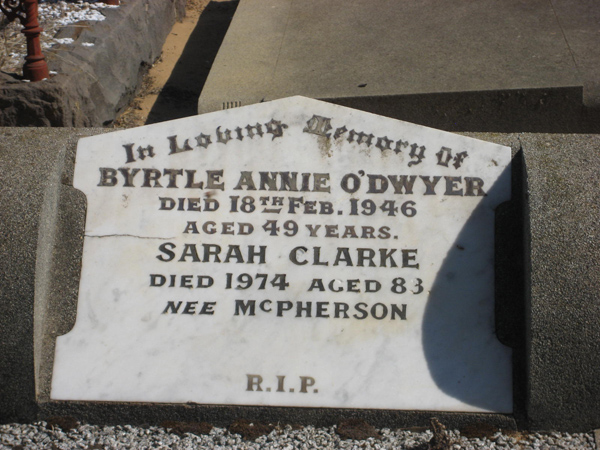 In Loving Memory of
BYRTLE ANNIE O'DWYER
DIED 18TH FEB. 1946
AGED 49 YEARS.
SARAH CLARKE
DIED 1974 AGED 83
NEE McPHERSON
R.I.P.